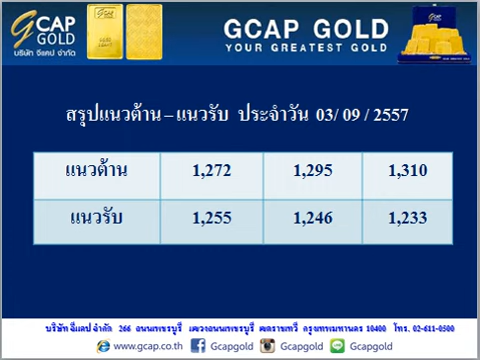 GCAP
GOLD
บริษัท จีแคป จำกัด
GCAP GOLD
YOUR GREATEST GOLD
สรุปแนวต้าน – แนวรับ ประจำวัน 03/ 09 / 2557
แนวต้าน 1,272 1,295 1,310
แนวรับ 1,255 1,246 1,233
บริษัท จีแคป จำกัด 266 ถนนเพชรบุรี แขวงถนนเพชรบุรี เขตราชเทวี กรุงเทพมหานคร 10400 โทร. 02-611-0500
www.gcap.co.th Gcapgold Gcapgold Gcapgold